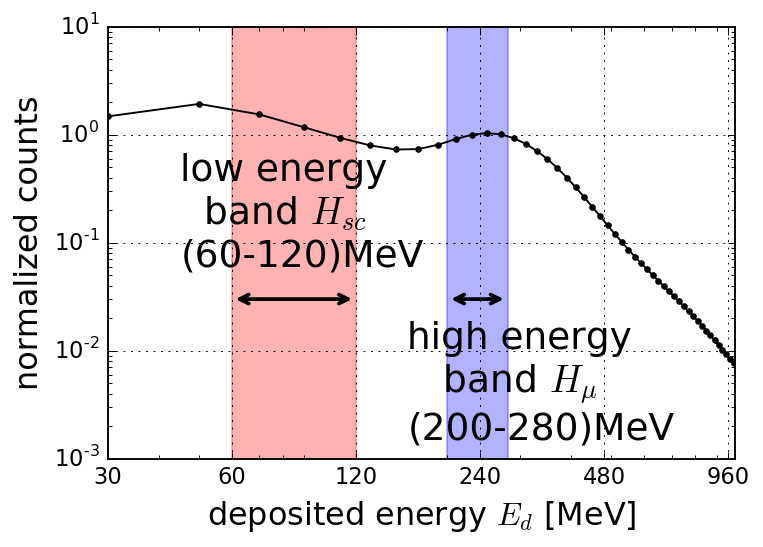 10^1
10^0
10^-1
10^-2
10^-3
normalized counts
low energy
band H_sc
(60-120)MeV
high energy
band H_μ
(200-280)MeV
30 60 120 240 480 960
deposited energy E_d [MeV]